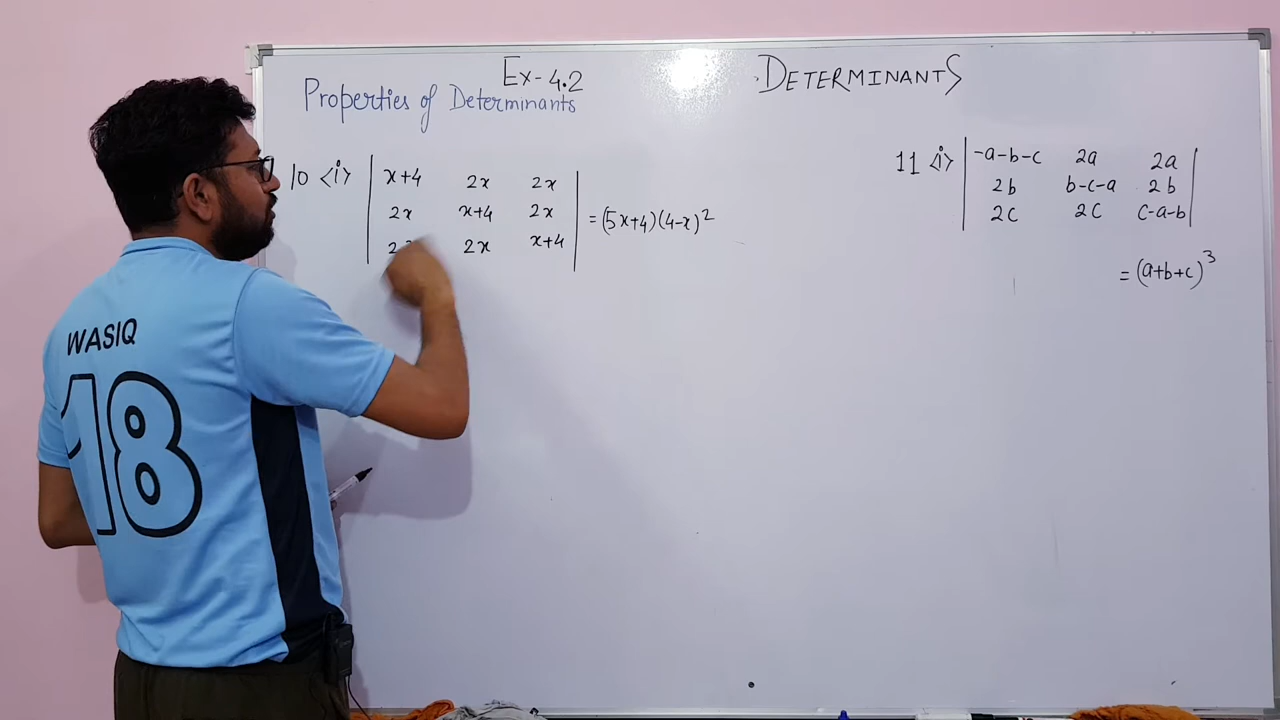 Ex-4.2
DETERMINANTS
Properties of Determinants
10 <i> | x+4 2x 2x |
| 2x x+4 2x | = (5x+4)(4-x)²
| 2x x+4 |
11 <i> | -a-b-c 2a 2a |
| 2b b-c-a 2b |
| 2c 2c c-a-b |
= (a+b+c)³
WASIQ
18